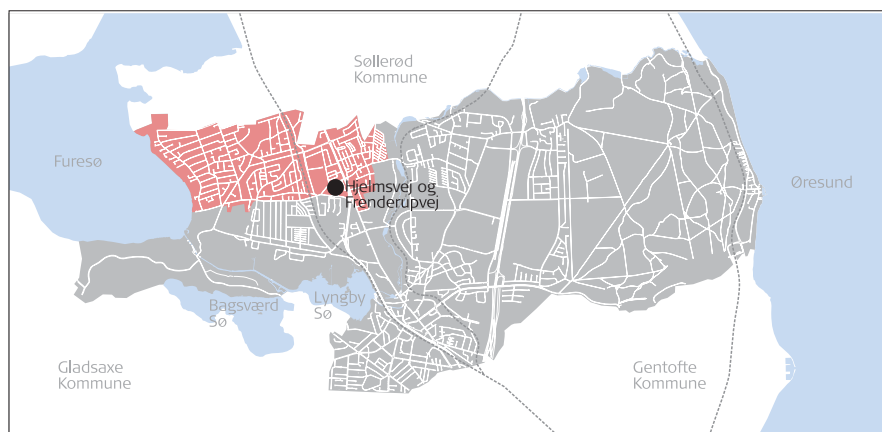 Søllerød
Kommune
Furesø
Hjelmsvej og
Frenderupvej
Øresund
Bagsværd
Sø
Lyngby
Sø
Gladsaxe
Kommune
Gentofte
Kommune